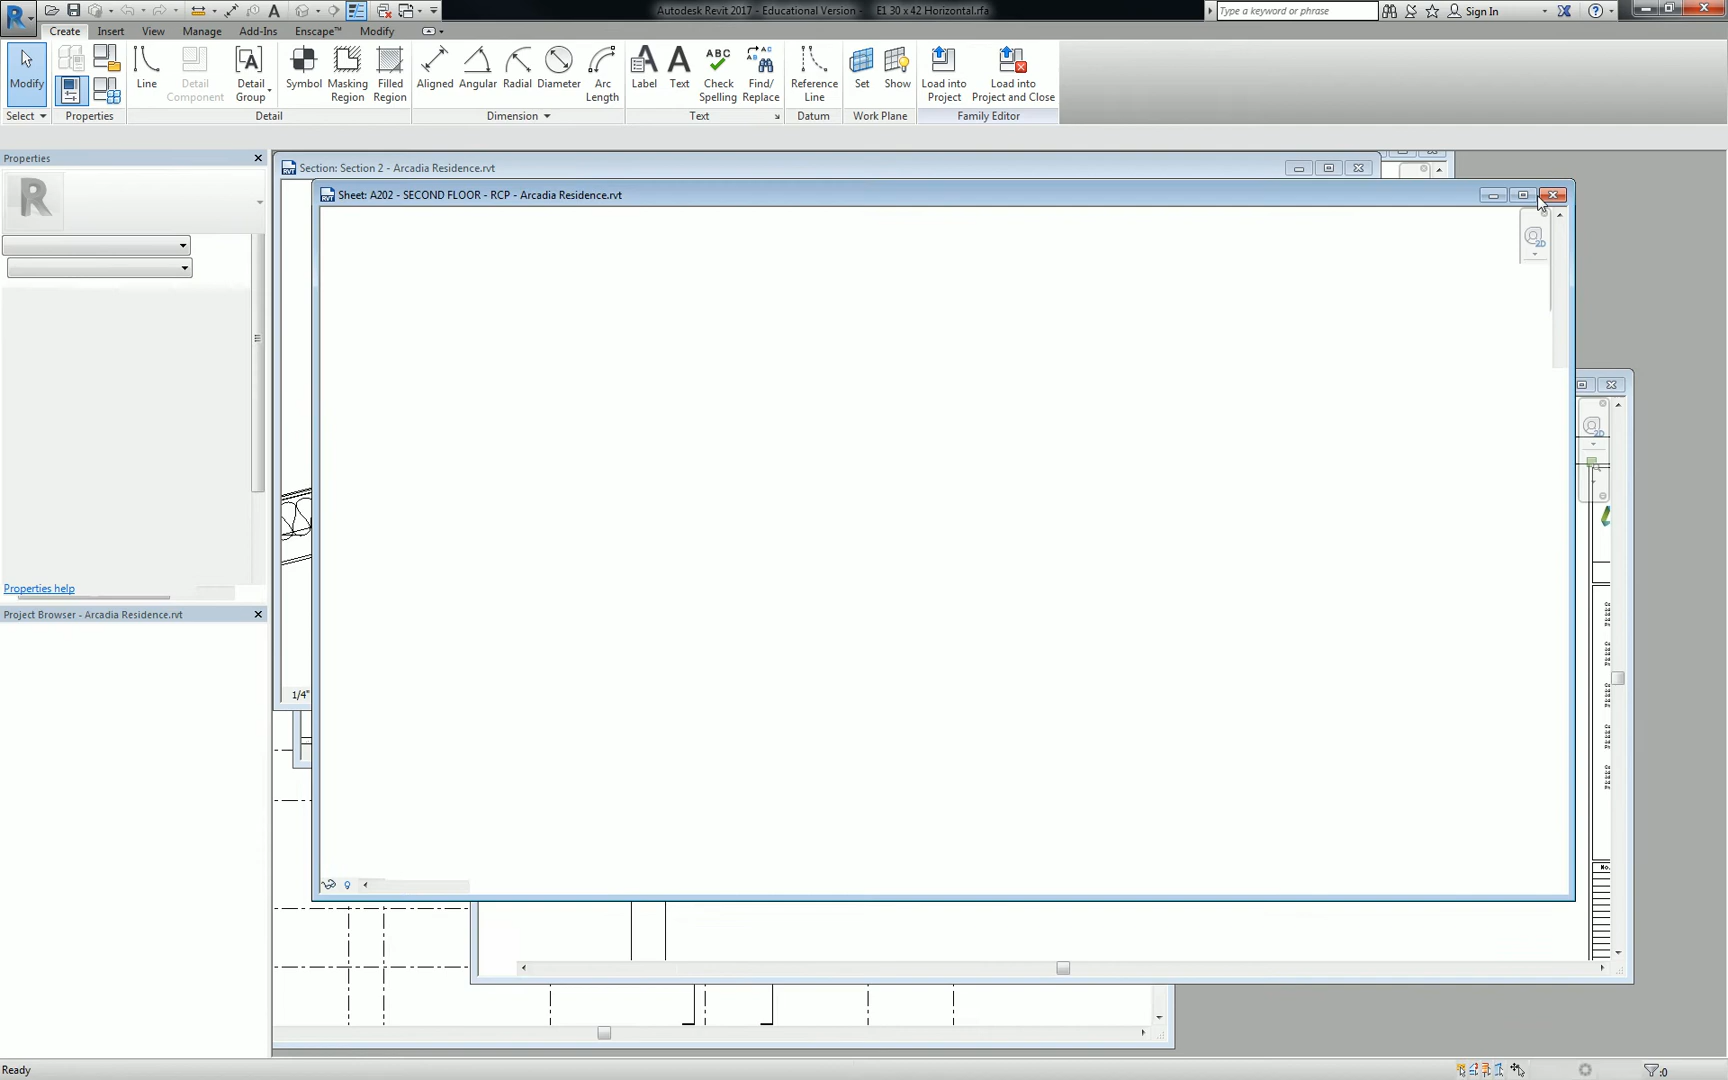 Autodesk Revit 2017 - Educational Version - E1 30 x 42 Horizontal.rfa
Type a keyword or phrase
Sign In
Create Insert View Manage Add-Ins Enscape™ Modify
Modify
Line
Detail Component
Detail Group
Symbol
Masking Region
Filled Region
Aligned
Angular
Radial
Diameter
Arc Length
Label
Text
ABC
Check Spelling
Find/ Replace
Reference Line
Set
Show
Load into Project
Load into Project and Close
Select
Properties
Detail
Dimension
Text
Datum
Work Plane
Family Editor
Properties
Section: Section 2 - Arcadia Residence.rvt
Sheet: A202 - SECOND FLOOR - RCP - Arcadia Residence.rvt
2D
Properties help
Project Browser - Arcadia Residence.rvt
1/4"
No.
Ready
:0